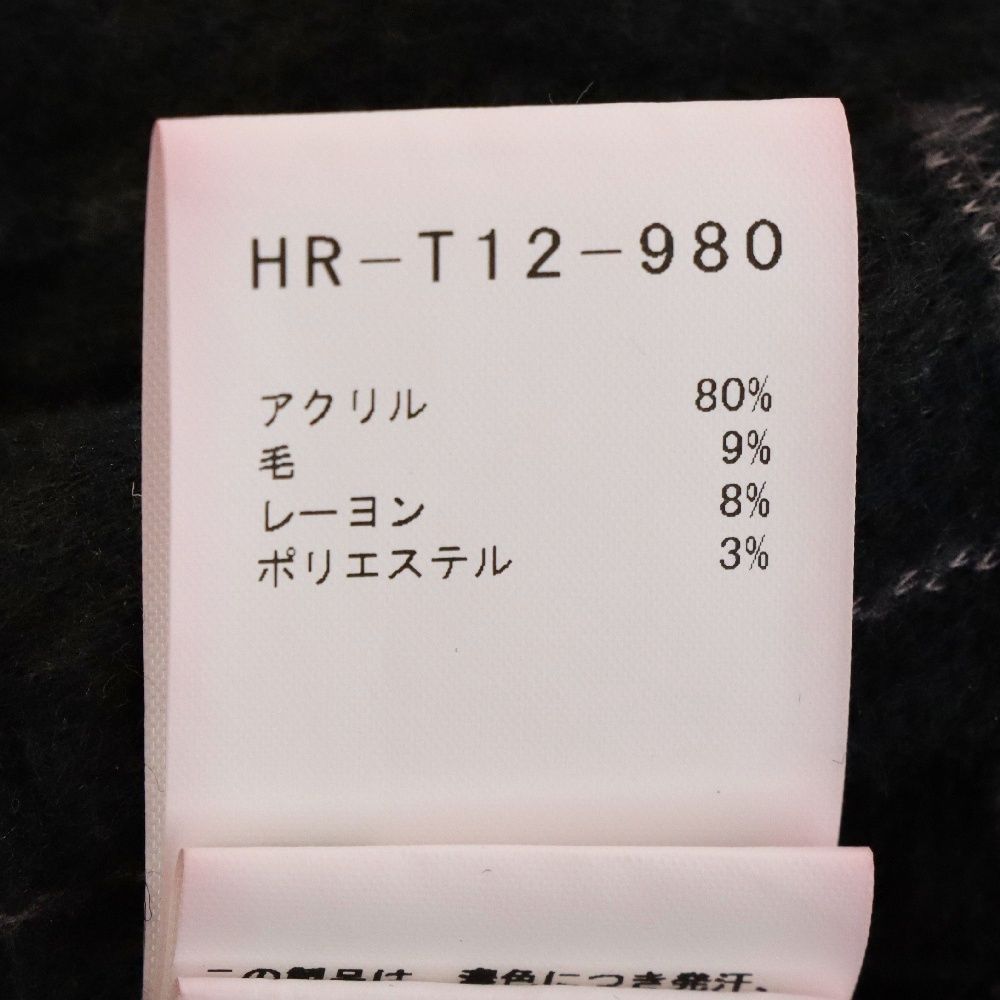 HR-T12-980
アクリル 80%
毛 9%
レーヨン 8%
ポリエステル 3%
この製品は、濃色につき発汗、